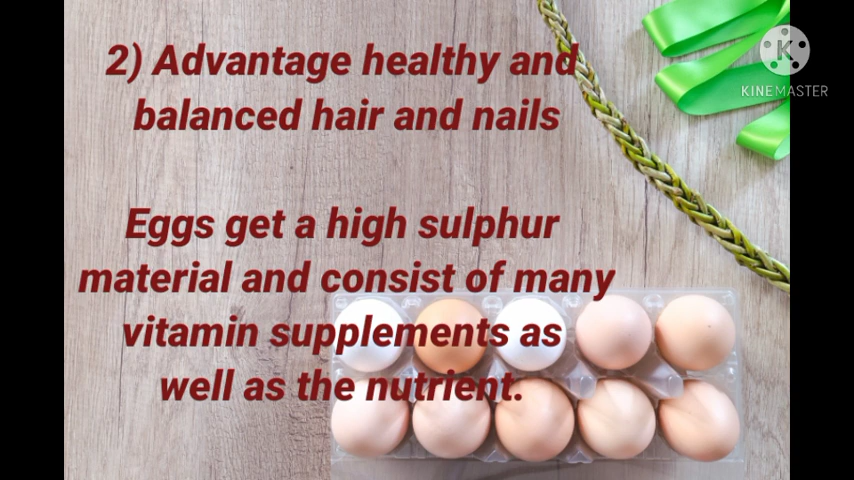 2) Advantage healthy and
balanced hair and nails
Eggs get a high sulphur
material and consist of many
vitamin supplements as
well as the nutrient.
K
KINEMASTER